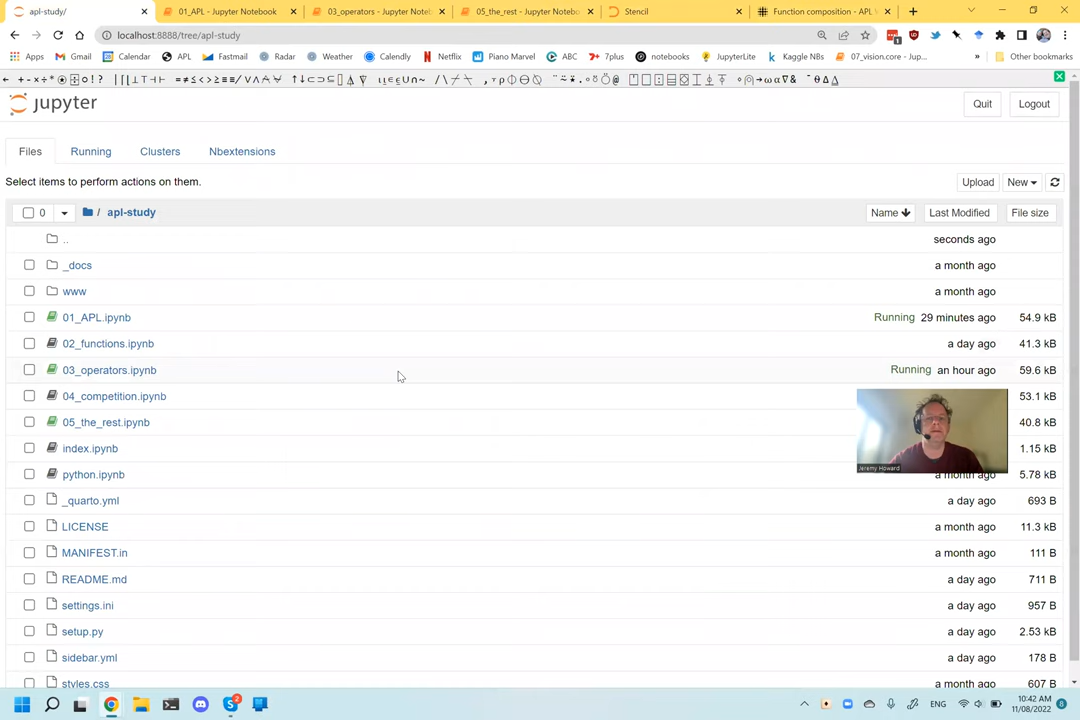 apl-study/
01_APL - Jupyter Notebook
03_operators - Jupyter Notebook
05_the_rest - Jupyter Notebook
Stencil
Function composition - APL W
localhost:8888/tree/apl-study
Apps
Gmail
Calendar
APL
Fastmail
Radar
Weather
Calendly
Netflix
Piano Marvel
ABC
7plus
notebooks
JupyterLite
Kaggle NBs
07_vision.core - Jup...
»
Other bookmarks
jupyter
Quit
Logout
Files
Running
Clusters
Nbextensions
Select items to perform actions on them.
Upload
New
0
/ apl-study
Name
Last Modified
File size
..
seconds ago
_docs
a month ago
www
a month ago
01_APL.ipynb
Running 29 minutes ago
54.9 kB
02_functions.ipynb
a day ago
41.3 kB
03_operators.ipynb
Running an hour ago
59.6 kB
04_competition.ipynb
53.1 kB
05_the_rest.ipynb
40.8 kB
index.ipynb
1.15 kB
Jeremy Howard
python.ipynb
a month ago
5.78 kB
_quarto.yml
a day ago
693 B
LICENSE
a month ago
11.3 kB
MANIFEST.in
a month ago
111 B
README.md
a day ago
711 B
settings.ini
a day ago
957 B
setup.py
a month ago
2.53 kB
sidebar.yml
a day ago
178 B
styles.css
a month ago
607 B
2
ENG
10:42 AM
11/08/2022
8